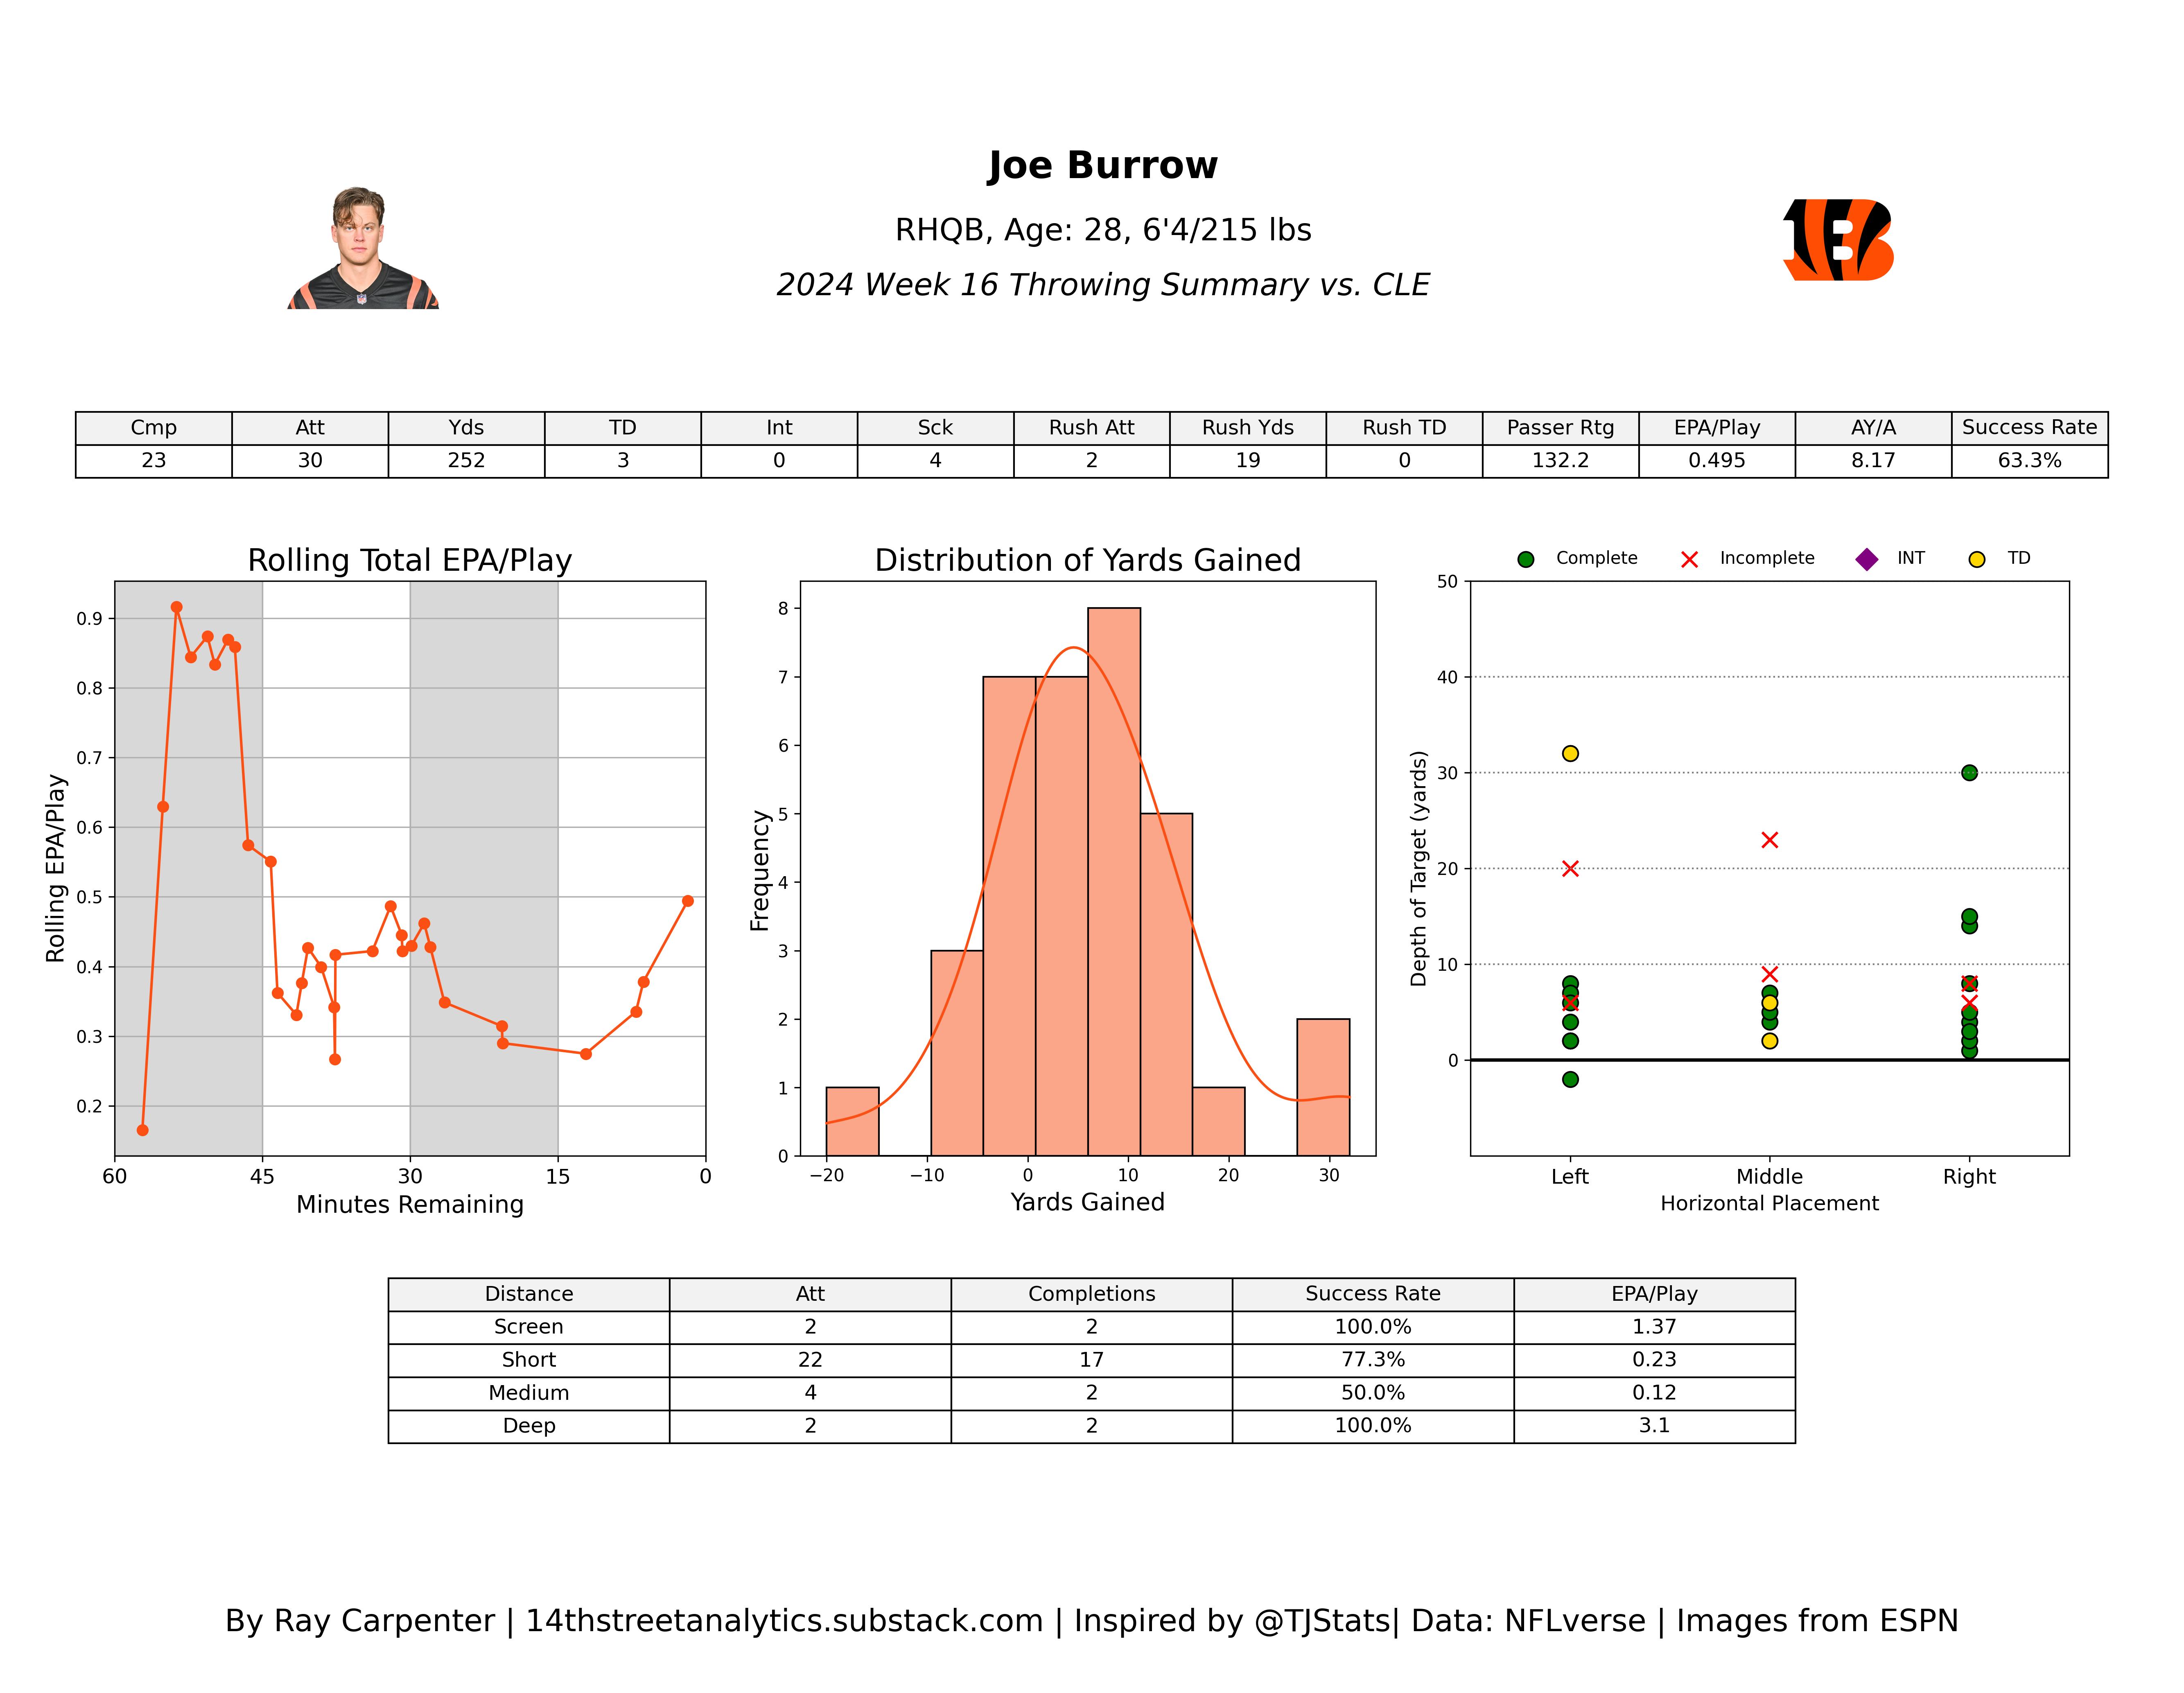 Joe Burrow
RHQB, Age: 28, 6'4/215 lbs
2024 Week 16 Throwing Summary vs. CLE
Cmp Att Yds TD Int Sck Rush Att Rush Yds Rush TD Passer Rtg EPA/Play AY/A Success Rate
23 30 252 3 0 4 2 19 0 132.2 0.495 8.17 63.3%
Rolling Total EPA/Play
Rolling EPA/Play
0.9
0.8
0.7
0.6
0.5
0.4
0.3
0.2
60 45 30 15 0
Minutes Remaining
Distribution of Yards Gained
Frequency
8
7
6
5
4
3
2
1
0
−20 −10 0 10 20 30
Yards Gained
Complete Incomplete INT TD
Depth of Target (yards)
50
40
30
20
10
0
Left Middle Right
Horizontal Placement
Distance Att Completions Success Rate EPA/Play
Screen 2 2 100.0% 1.37
Short 22 17 77.3% 0.23
Medium 4 2 50.0% 0.12
Deep 2 2 100.0% 3.1
By Ray Carpenter | 14thstreetanalytics.substack.com | Inspired by @TJStats| Data: NFLverse | Images from ESPN